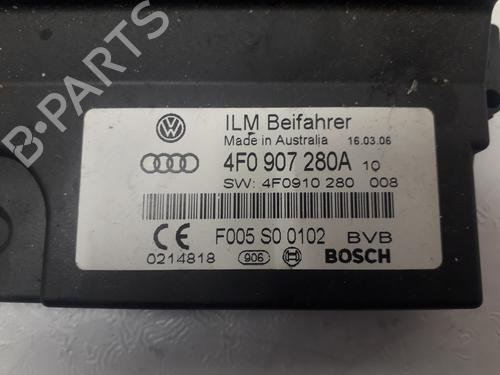 ILM Beifahrer
Made in Australia 16.03.06
4F0 907 280A 10
SW: 4F0910 280 008
F005 S0 0102 BVB
0214818 906 BOSCH
B-PARTS